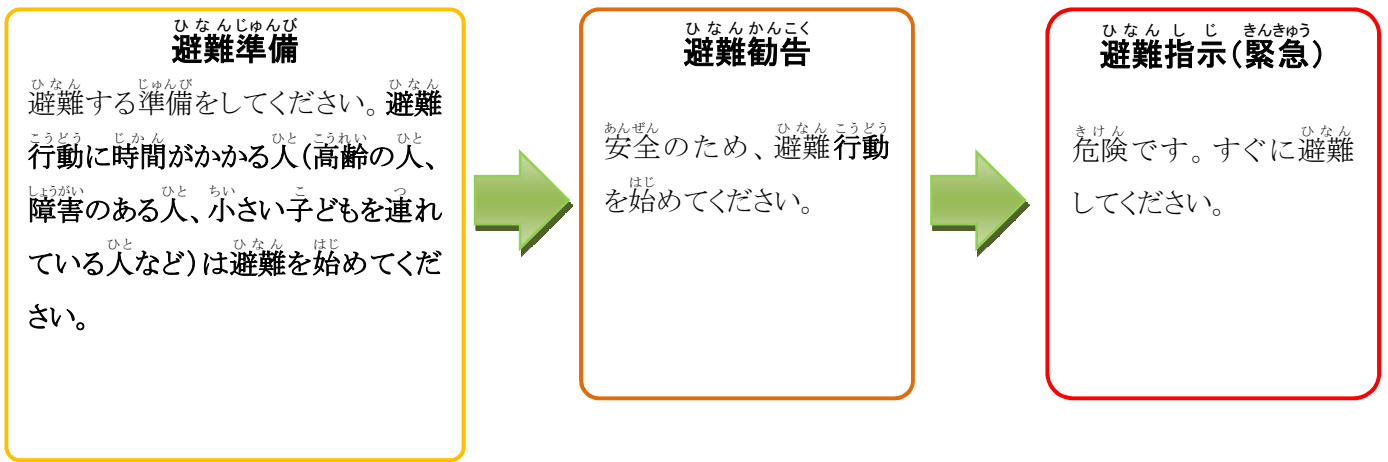 ひなんじゅんび
避難準備
ひなん じゅんび ひなん
避難する準備をしてください。避難
こうどう じかん ひと こうれい ひと
行動に時間がかかる人(高齢の人、
しょうがい ひと ちい こ つ
障害のある人、小さい子どもを連れ
ひと ひなん はじ
ている人など)は避難を始めてくだ
さい。
ひなんかんこく
避難勧告
あんぜん ひなん こうどう
安全のため、避難行動
はじ
を始めてください。
ひなんしじ きんきゅう
避難指示(緊急)
きけん ひなん
危険です。すぐに避難
してください。